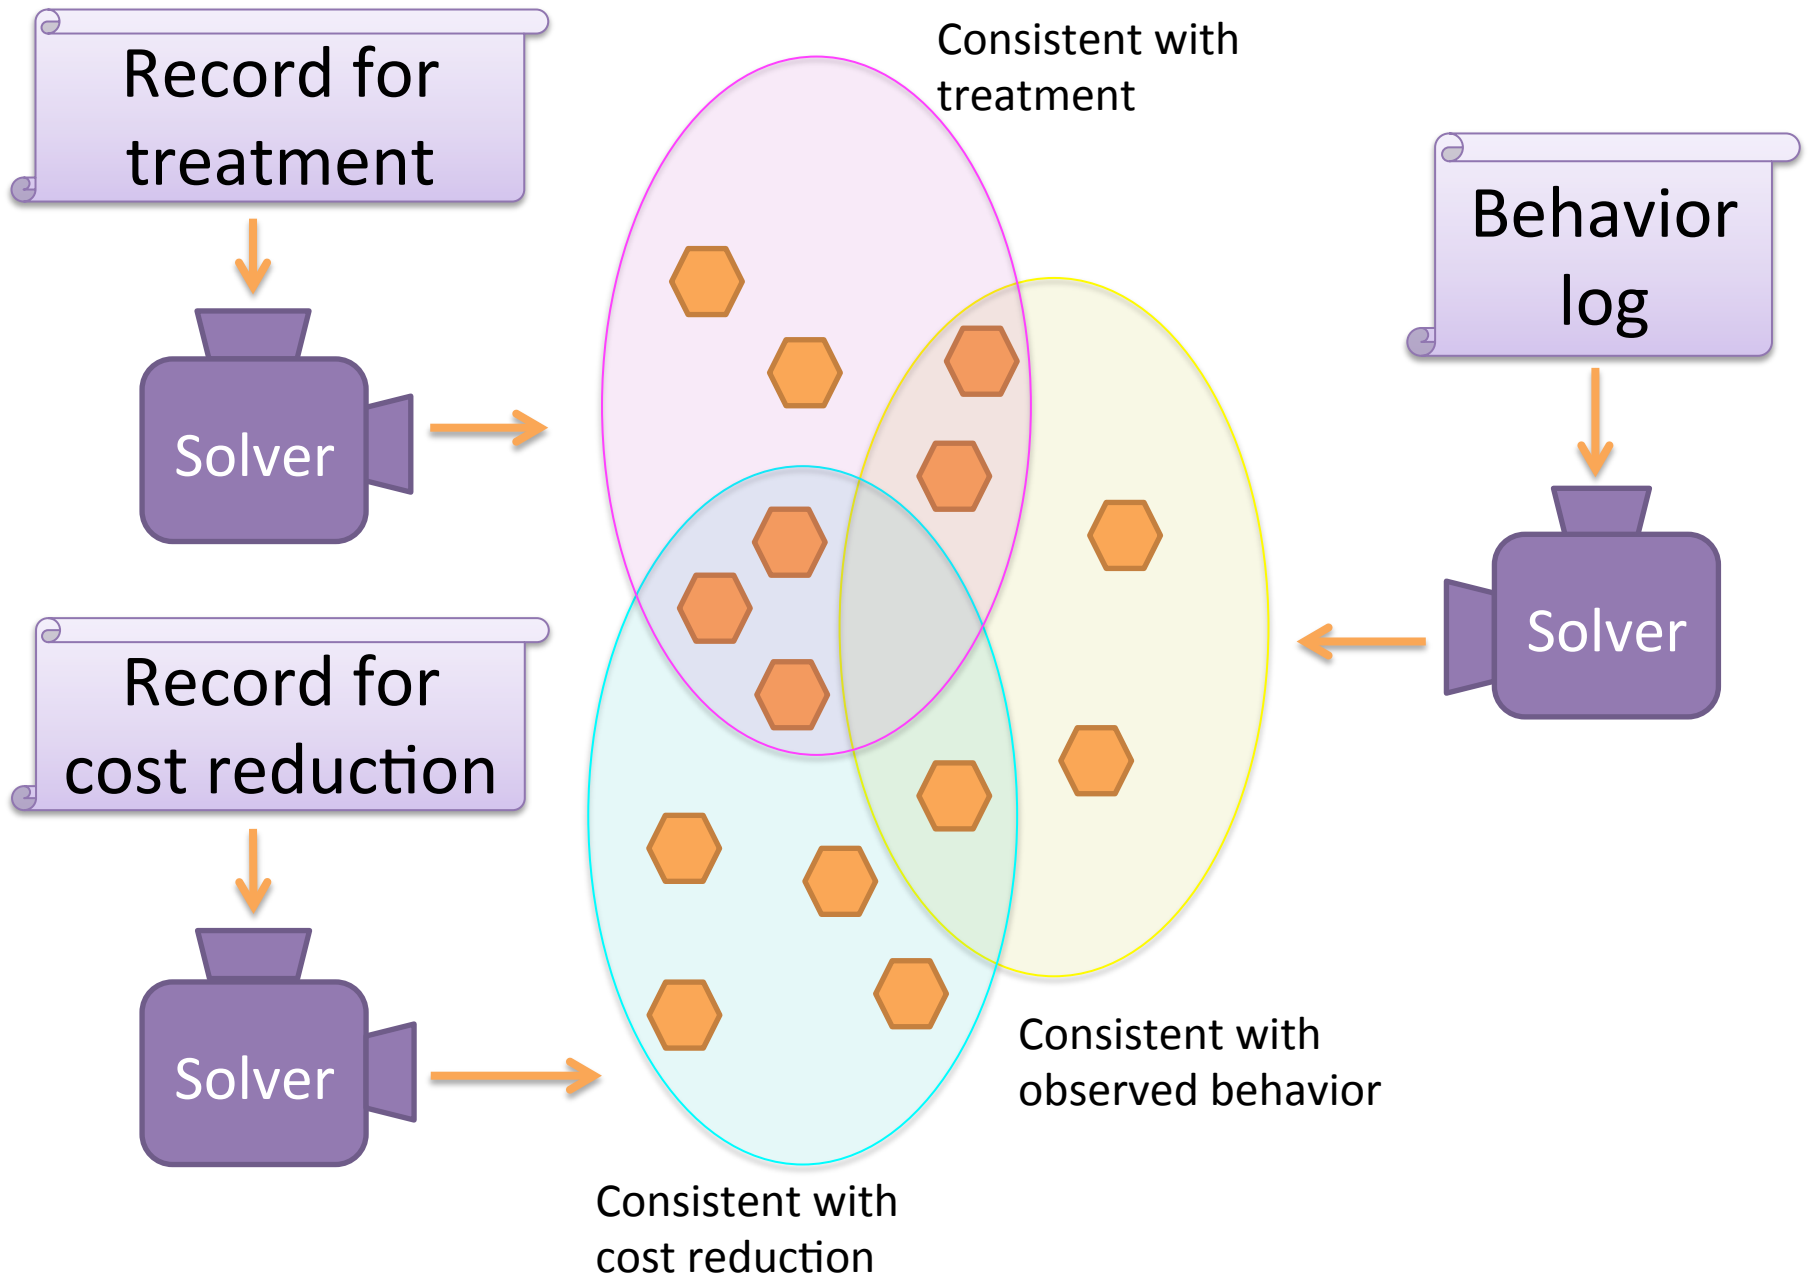 Record for
treatment
Solver
Record for
cost reduction
Solver
Consistent with
treatment
Behavior
log
Solver
Consistent with
observed behavior
Consistent with
cost reduction